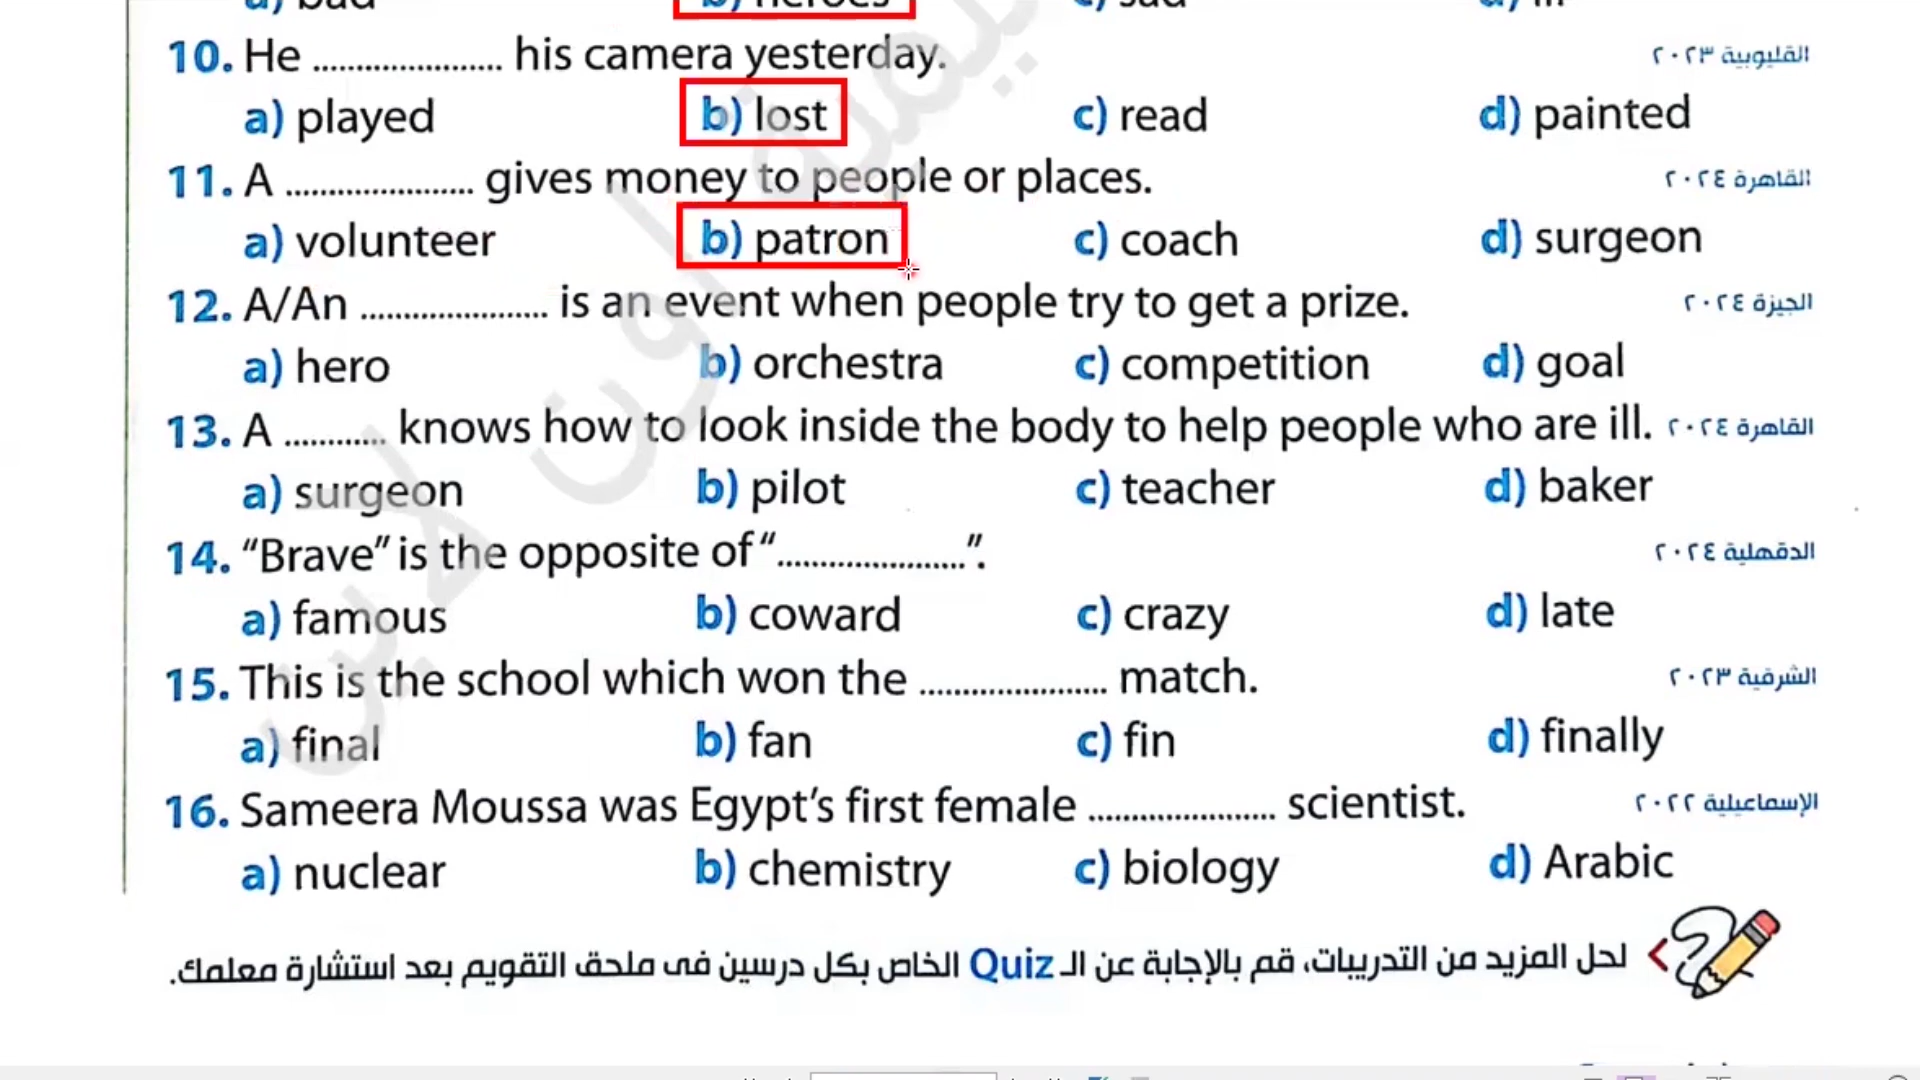 b) heroes
10. He ...................... his camera yesterday. القليوبية ٢٠٢٣
a) played b) lost c) read d) painted
11. A ...................... gives money to people or places. القاهرة ٢٠٢٤
a) volunteer b) patron c) coach d) surgeon
12. A/An ...................... is an event when people try to get a prize. الجيزة ٢٠٢٤
a) hero b) orchestra c) competition d) goal
13. A ............ knows how to look inside the body to help people who are ill. القاهرة ٢٠٢٤
a) surgeon b) pilot c) teacher d) baker
14. “Brave” is the opposite of “......................”. الدقهلية ٢٠٢٤
a) famous b) coward c) crazy d) late
15. This is the school which won the ...................... match. الشرقية ٢٠٢٣
a) final b) fan c) fin d) finally
16. Sameera Moussa was Egypt’s first female ...................... scientist. الإسماعيلية ٢٠٢٢
a) nuclear b) chemistry c) biology d) Arabic
لحل المزيد من التدريبات، قم بالإجابة عن الـ Quiz الخاص بكل درسين فى ملحق التقويم بعد استشارة معلمك.